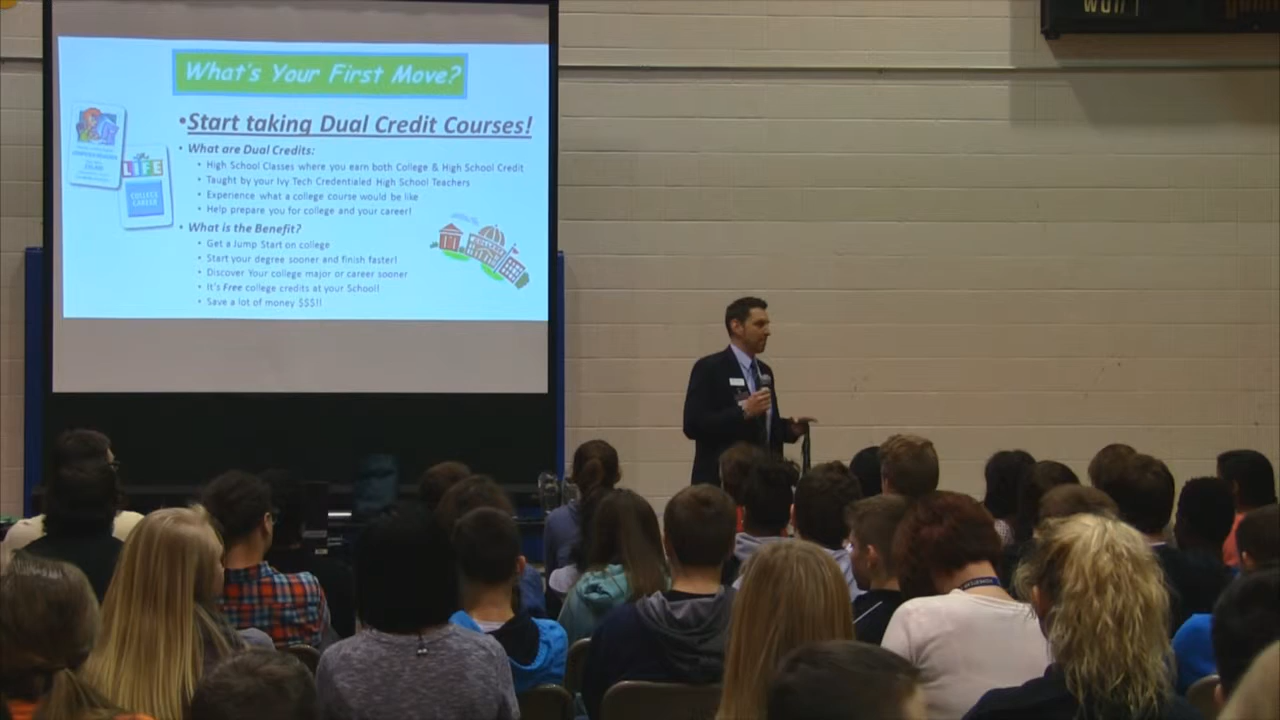 WON
What's Your First Move?
•Start taking Dual Credit Courses!
• What are Dual Credits:
• High School Classes where you earn both College & High School Credit
• Taught by your Ivy Tech Credentialed High School Teachers
• Experience what a college course would be like
• Help prepare you for college and your career!
LIFE
COLLEGE
CAREER
• What is the Benefit?
• Get a Jump Start on college
• Start your degree sooner and finish faster!
• Discover Your college major or career sooner
• It's Free college credits at your School!
• Save a lot of money $$$!!